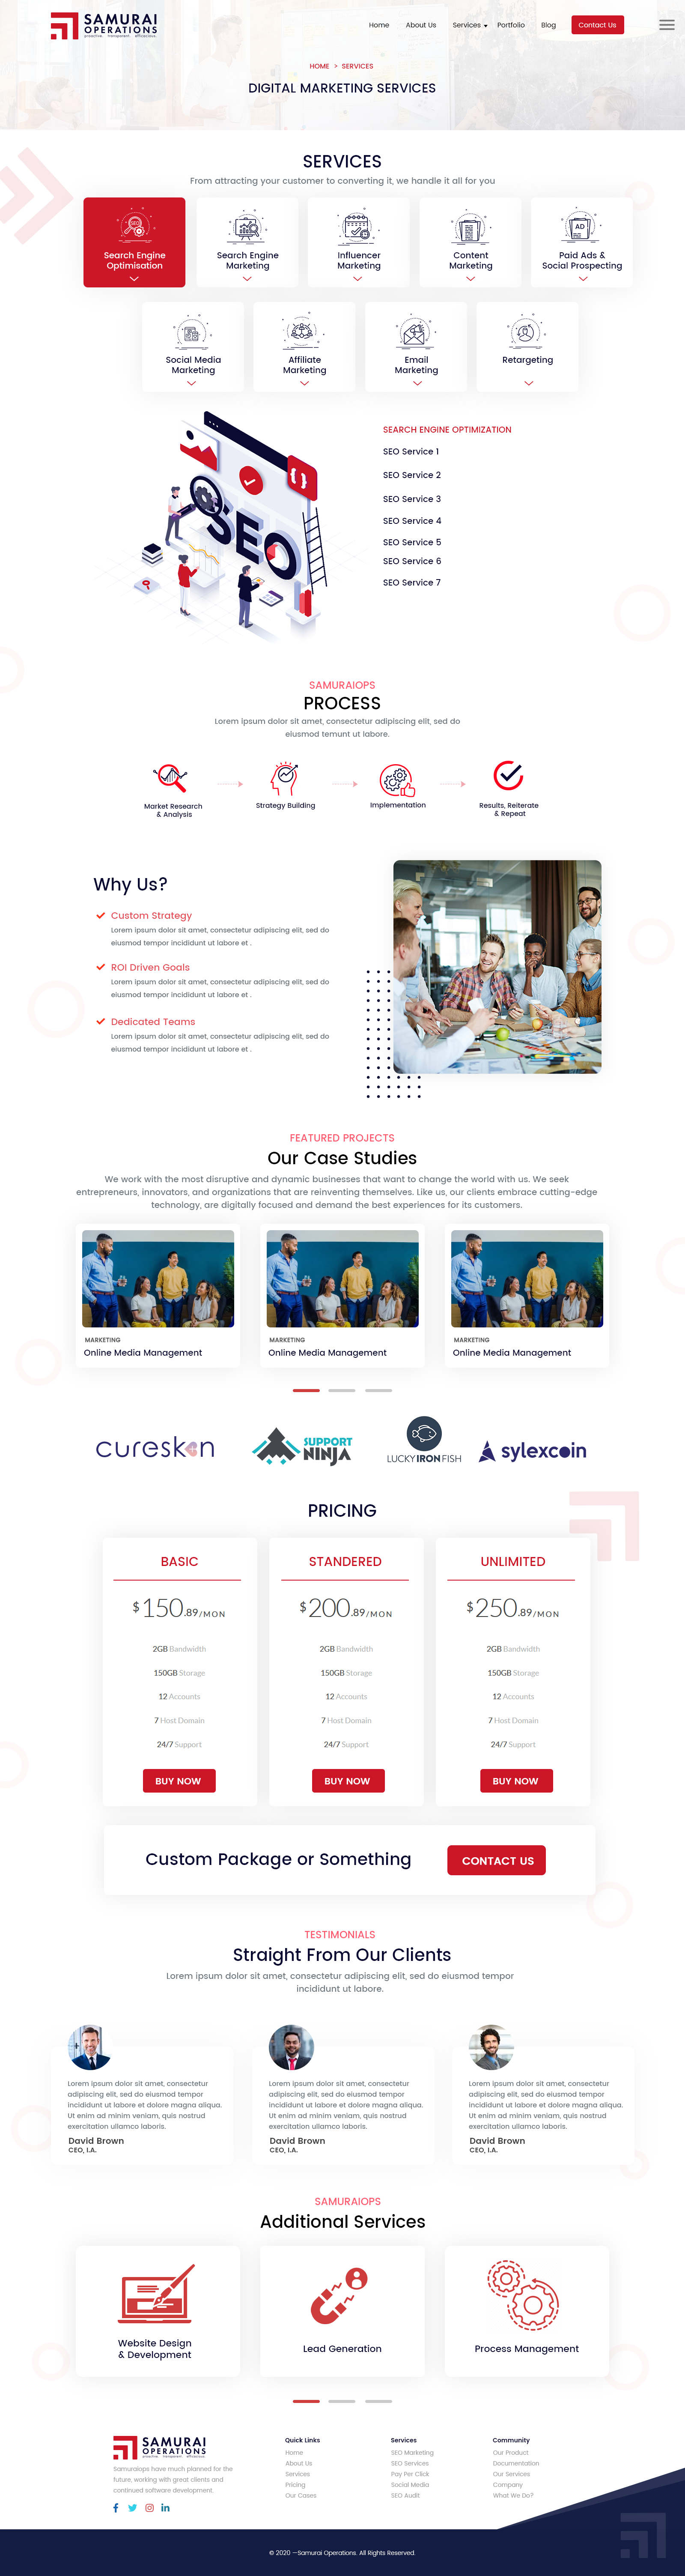 SAMURAI
OPERATIONS
proactive. transparent. efficacious.
Home About Us Services Portfolio Blog Contact Us
HOME > SERVICES
DIGITAL MARKETING SERVICES
SERVICES
From attracting your customer to converting it, we handle it all for you
Search Engine
Optimisation
Search Engine
Marketing
Influencer
Marketing
Content
Marketing
AD
Paid Ads &
Social Prospecting
Social Media
Marketing
Affiliate
Marketing
Email
Marketing
Retargeting
SEO
SEARCH ENGINE OPTIMIZATION
SEO Service 1
SEO Service 2
SEO Service 3
SEO Service 4
SEO Service 5
SEO Service 6
SEO Service 7
SAMURAIOPS
PROCESS
Lorem ipsum dolor sit amet, consectetur adipiscing elit, sed do
eiusmod temunt ut labore.
Market Research
& Analysis
Strategy Building
Implementation
Results, Reiterate
& Repeat
Why Us?
Custom Strategy
Lorem ipsum dolor sit amet, consectetur adipiscing elit, sed do
eiusmod tempor incididunt ut labore et .
ROI Driven Goals
Lorem ipsum dolor sit amet, consectetur adipiscing elit, sed do
eiusmod tempor incididunt ut labore et .
Dedicated Teams
Lorem ipsum dolor sit amet, consectetur adipiscing elit, sed do
eiusmod tempor incididunt ut labore et .
FEATURED PROJECTS
Our Case Studies
We work with the most disruptive and dynamic businesses that want to change the world with us. We seek
entrepreneurs, innovators, and organizations that are reinventing themselves. Like us, our clients embrace cutting-edge
technology, are digitally focused and demand the best experiences for its customers.
MARKETING
Online Media Management
MARKETING
Online Media Management
MARKETING
Online Media Management
cureskin
SUPPORT
NINJA
LUCKY IRON FISH
sylexcoin
PRICING
BASIC
$150.89/MON
2GB Bandwidth
150GB Storage
12 Accounts
7 Host Domain
24/7 Support
BUY NOW
STANDERED
$200.89/MON
2GB Bandwidth
150GB Storage
12 Accounts
7 Host Domain
24/7 Support
BUY NOW
UNLIMITED
$250.89/MON
2GB Bandwidth
150GB Storage
12 Accounts
7 Host Domain
24/7 Support
BUY NOW
Custom Package or Something
CONTACT US
TESTIMONIALS
Straight From Our Clients
Lorem ipsum dolor sit amet, consectetur adipiscing elit, sed do eiusmod tempor
incididunt ut labore.
Lorem ipsum dolor sit amet, consectetur
adipiscing elit, sed do eiusmod tempor
incididunt ut labore et dolore magna aliqua.
Ut enim ad minim veniam, quis nostrud
exercitation ullamco laboris.
David Brown
CEO, I.A.
Lorem ipsum dolor sit amet, consectetur
adipiscing elit, sed do eiusmod tempor
incididunt ut labore et dolore magna aliqua.
Ut enim ad minim veniam, quis nostrud
exercitation ullamco laboris.
David Brown
CEO, I.A.
Lorem ipsum dolor sit amet, consectetur
adipiscing elit, sed do eiusmod tempor
incididunt ut labore et dolore magna aliqua.
Ut enim ad minim veniam, quis nostrud
exercitation ullamco laboris.
David Brown
CEO, I.A.
SAMURAIOPS
Additional Services
Website Design
& Development
Lead Generation
Process Management
SAMURAI
OPERATIONS
proactive. transparent. efficacious.
Samuraiops have much planned for the
future, working with great clients and
continued software development.
Quick Links
Home
About Us
Services
Pricing
Our Cases
Services
SEO Marketing
SEO Services
Pay Per Click
Social Media
SEO Audit
Community
Our Product
Documentation
Our Services
Company
What We Do?
© 2020 —Samurai Operations. All Rights Reserved.